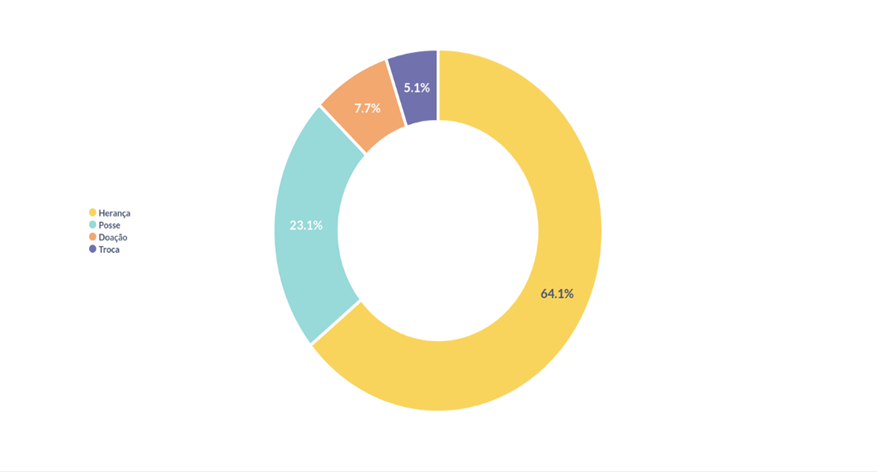 5.1%
7.7%
Herança
Posse
Doação
Troca
23.1%
64.1%